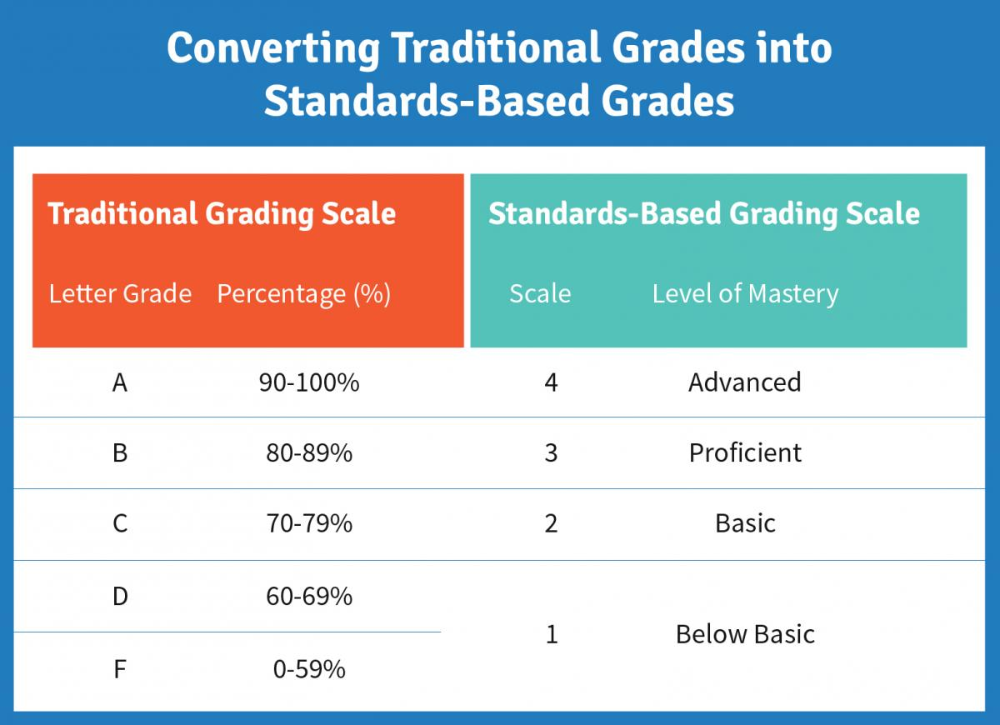 Converting Traditional Grades into
Standards-Based Grades
Traditional Grading Scale
Standards-Based Grading Scale
Letter Grade Percentage (%) Scale Level of Mastery
A 90-100% 4 Advanced
B 80-89% 3 Proficient
C 70-79% 2 Basic
D 60-69%
1 Below Basic
F 0-59%